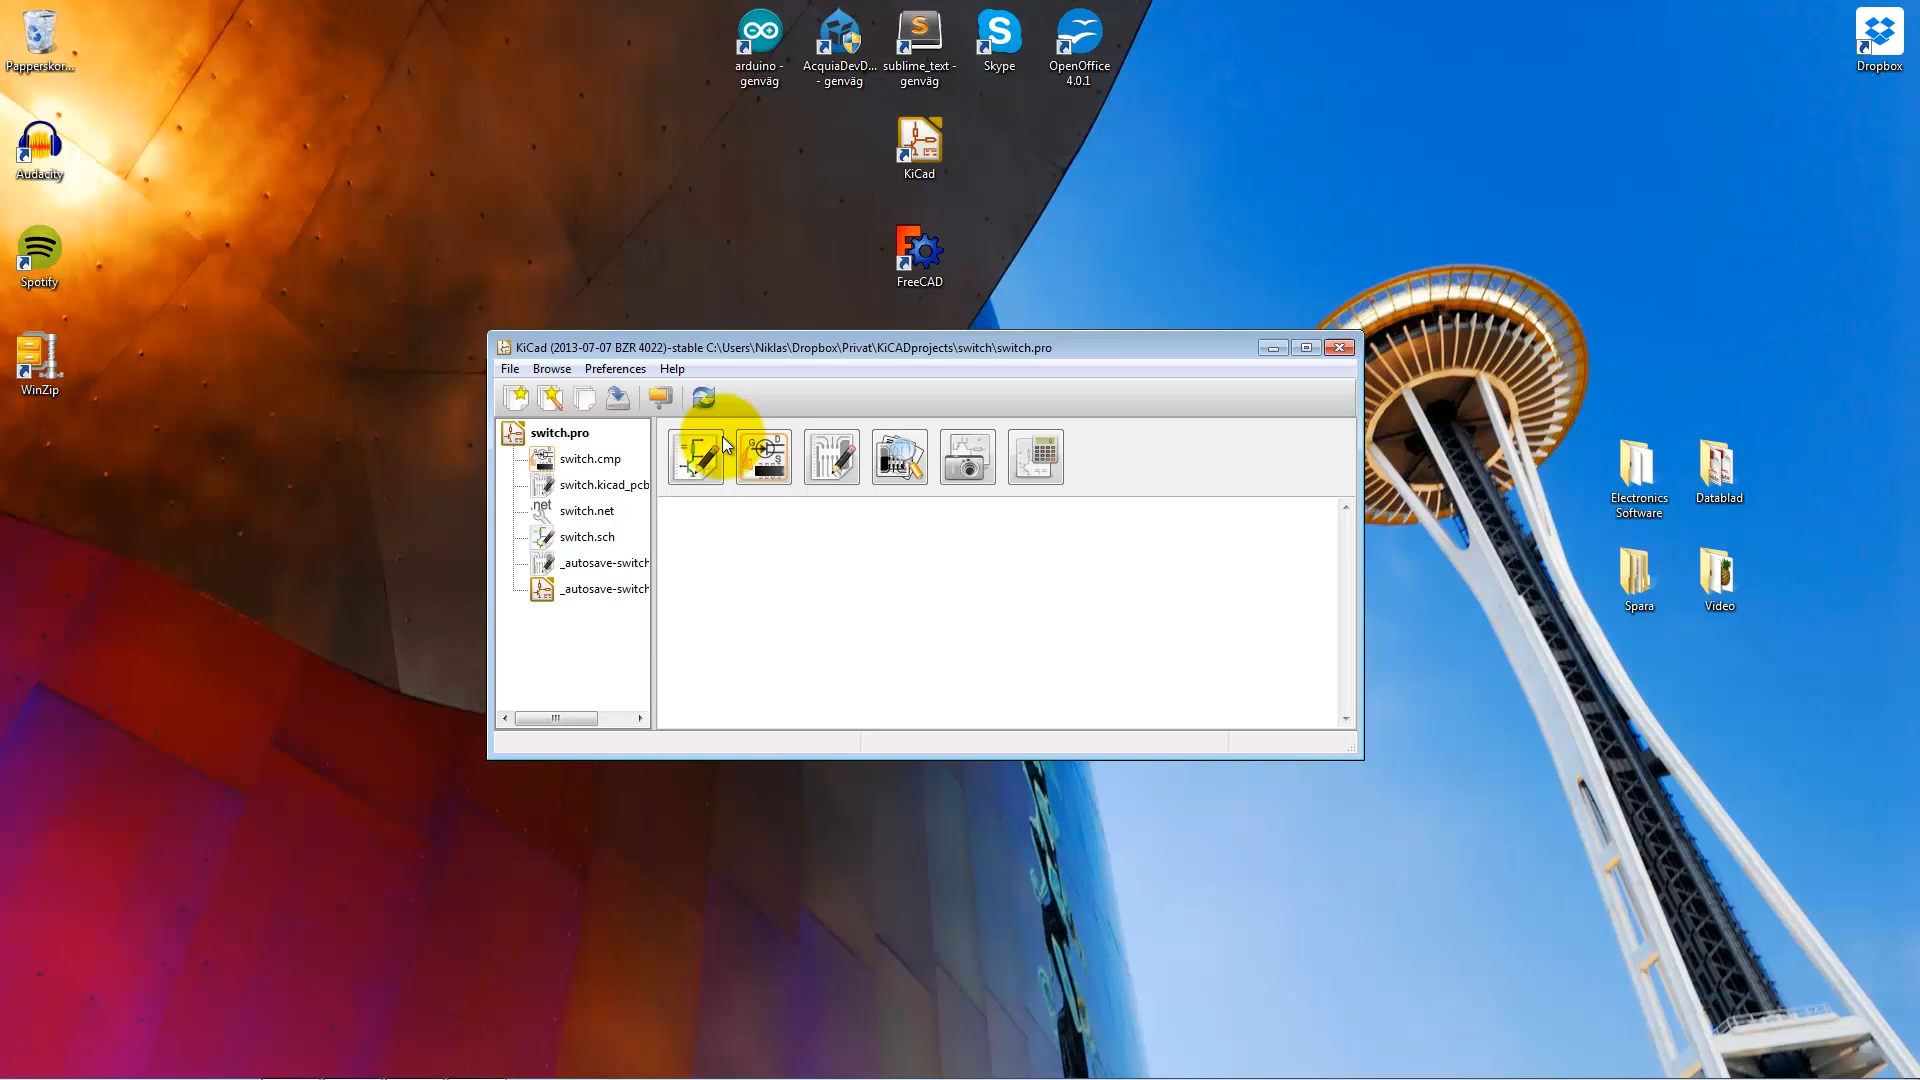 Papperskor...
arduino -
genväg
AcquiaDevD...
- genväg
sublime_text -
genväg
Skype
OpenOffice
4.0.1
Dropbox
Audacity
KiCad
Spotify
FreeCAD
WinZip
KiCad (2013-07-07 BZR 4022)-stable C:\Users\Niklas\Dropbox\Privat\KiCADprojects\switch\switch.pro
File Browse Preferences Help
switch.pro
switch.cmp
switch.kicad_pcb
.net
switch.net
switch.sch
_autosave-switch
_autosave-switch
G D
S
Electronics
Software
Datablad
Spara
Video